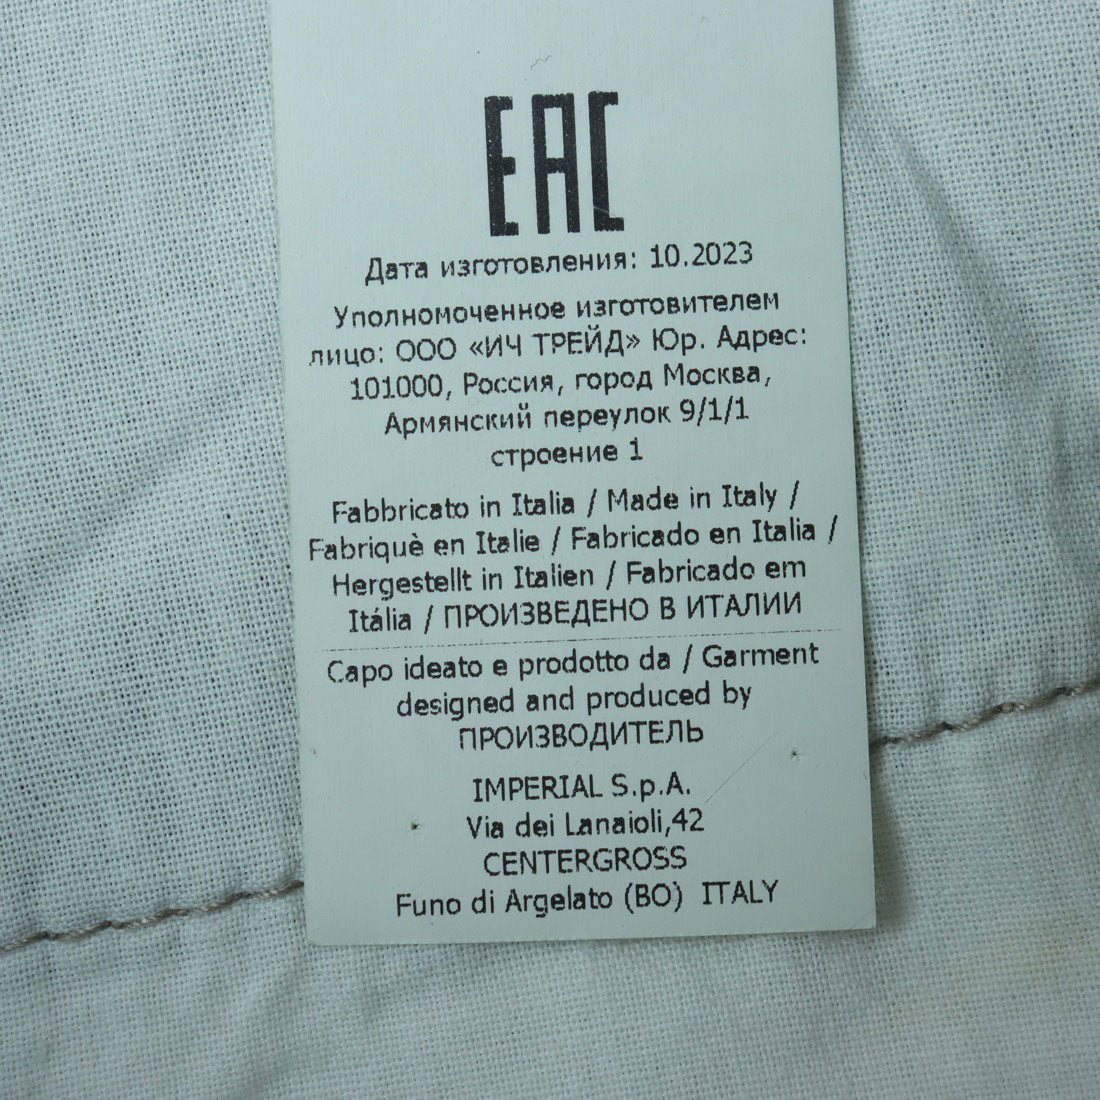 EAC
Дата изготовления: 10.2023
Уполномоченное изготовителем
лицо: ООО «ИЧ ТРЕЙД» Юр. Адрес:
101000, Россия, город Москва,
Армянский переулок 9/1/1
строение 1
Fabbricato in Italia / Made in Italy /
Fabriquè en Italie / Fabricado en Italia /
Hergestellt in Italien / Fabricado em
Itália / ПРОИЗВЕДЕНО В ИТАЛИИ
Capo ideato e prodotto da / Garment
designed and produced by
ПРОИЗВОДИТЕЛЬ
IMPERIAL S.p.A.
Via dei Lanaioli,42
CENTERGROSS
Funo di Argelato (BO) ITALY